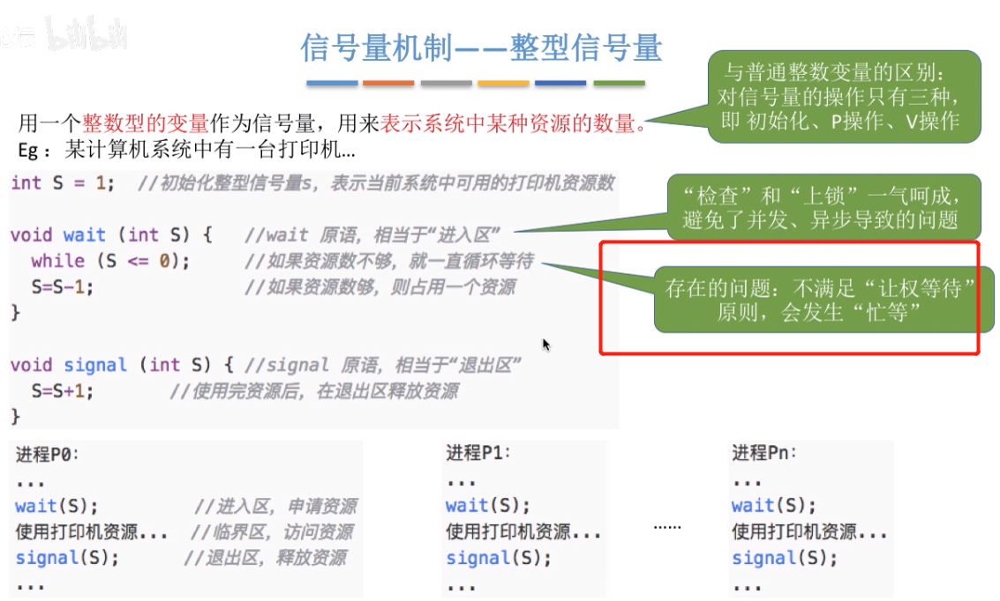 bilibili
信号量机制——整型信号量
与普通整数变量的区别：
对信号量的操作只有三种，
即 初始化、P操作、V操作
用一个整数型的变量作为信号量，用来表示系统中某种资源的数量。
Eg：某计算机系统中有一台打印机...
int S = 1; //初始化整型信号量s，表示当前系统中可用的打印机资源数
“检查”和“上锁”一气呵成，
避免了并发、异步导致的问题
void wait (int S) { //wait 原语，相当于“进入区”
while (S <= 0); //如果资源数不够，就一直循环等待
S=S-1; //如果资源数够，则占用一个资源
}
存在的问题：不满足“让权等待”
原则，会发生“忙等”
void signal (int S) { //signal 原语，相当于“退出区”
S=S+1; //使用完资源后，在退出区释放资源
}
进程P0:
...
wait(S); //进入区，申请资源
使用打印机资源... //临界区，访问资源
signal(S); //退出区，释放资源
...
进程P1:
...
wait(S);
使用打印机资源...
signal(S);
...
......
进程Pn:
...
wait(S);
使用打印机资源...
signal(S);
...